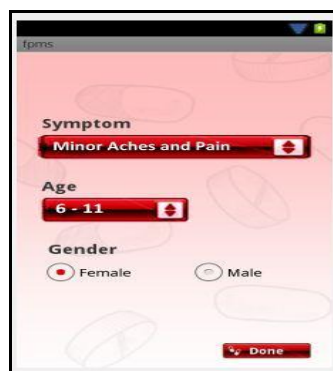 fpms
Symptom
Minor Aches and Pain
Age
6 - 11
Gender
Female Male
Done